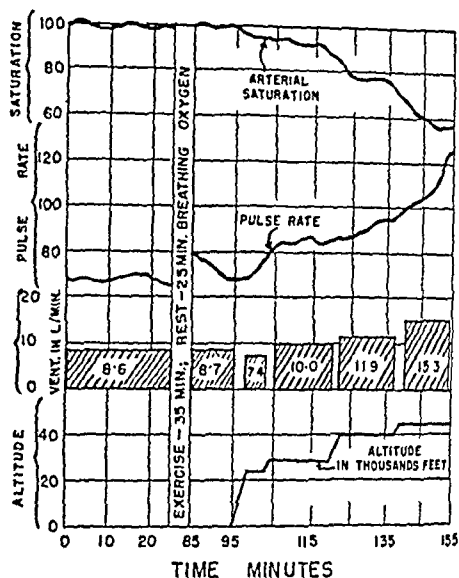 SATURATION
100
80
60
ARTERIAL
SATURATION
PULSE RATE
120
100
80
60
PULSE RATE
VENT. IN L/MIN.
20
10
0
8·6
8·7
7·4
10·0
11·9
15·3
EXERCISE - 35 MIN.; REST - 25 MIN. BREATHING OXYGEN
ALTITUDE
40
20
0
ALTITUDE
IN THOUSANDS FEET
0 10 20 85 95 115 135 155
TIME MINUTES